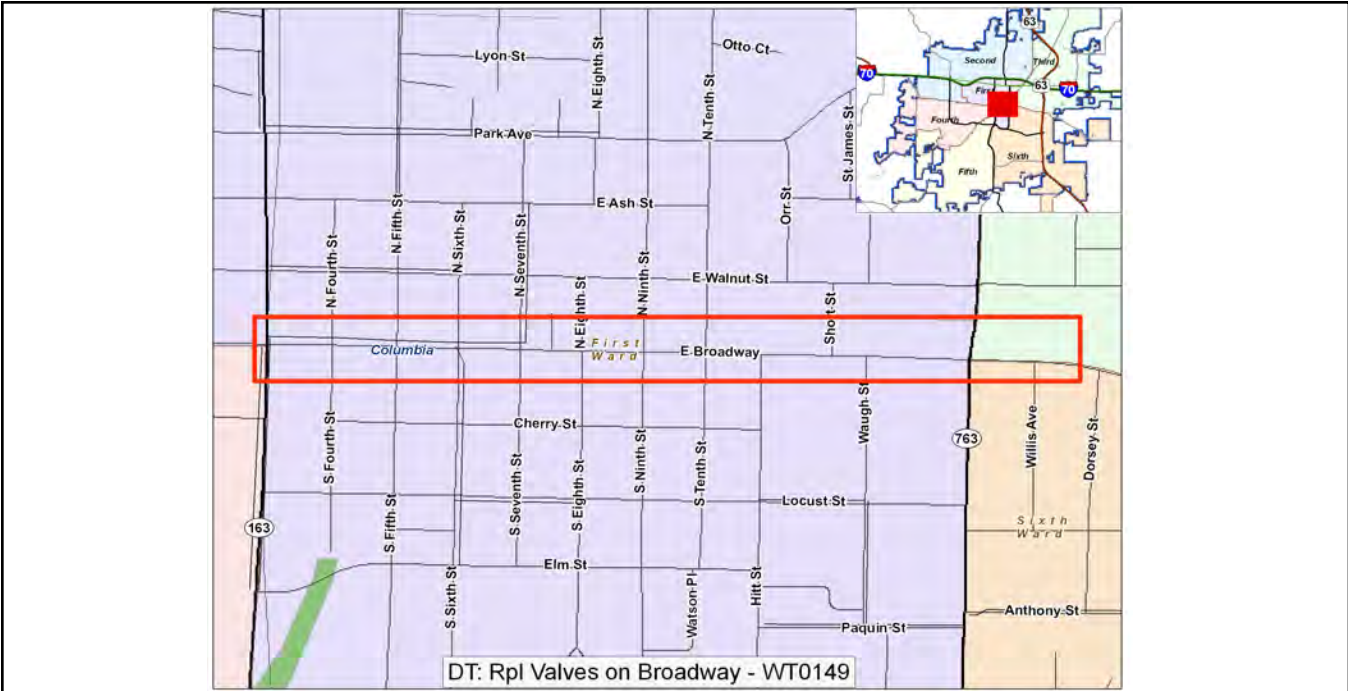 Lyon St
N Eighth St
Otto Ct
N Tenth St
Park Ave
St James St
63
Second
Third
70
63
70
First
Fourth
Sixth
Fifth
E Ash St
Orr St
N Fifth St
N Fourth St
N Sixth St
N Seventh St
N Ninth St
E Walnut St
N Eighth St
Short St
Columbia
First
Ward
E Broadway
S Fourth St
Cherry St
Waugh St
763
Willis Ave
Dorsey St
S Fifth St
S Seventh St
S Eighth St
S Ninth St
S Tenth St
Locust St
163
Sixth
Ward
Elm St
S Sixth St
Watson Pl
Hitt St
Anthony St
Paquin St
DT: Rpl Valves on Broadway - WT0149